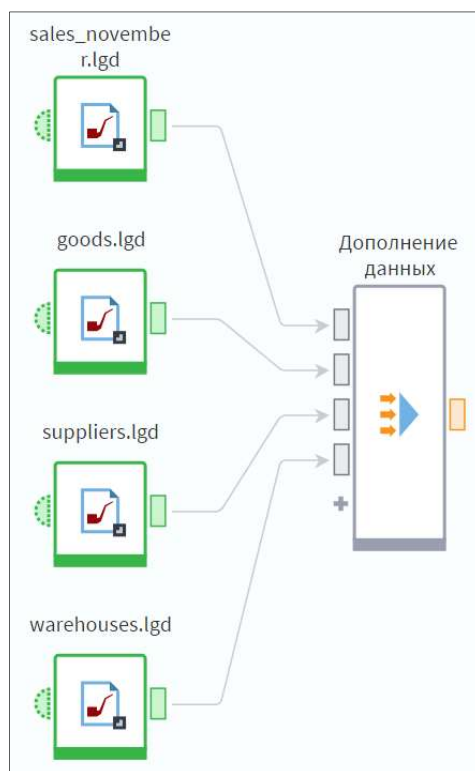 sales_novembe
r.lgd
goods.lgd
Дополнение
данных
suppliers.lgd
warehouses.lgd